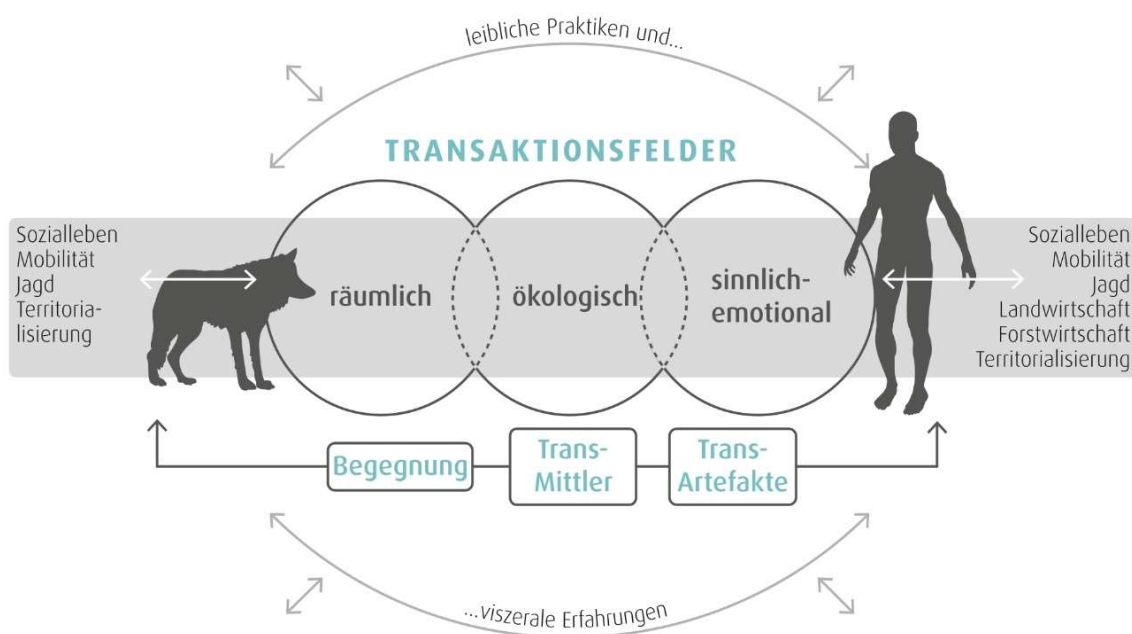 leibliche Praktiken und...
TRANSAKTIONSFELDER
Sozialleben
Mobilität
Jagd
Territoria-
lisierung
räumlich
ökologisch
sinnlich-
emotional
Sozialleben
Mobilität
Jagd
Landwirtschaft
Forstwirtschaft
Territorialisierung
Begegnung
Trans-
Mittler
Trans-
Artefakte
...viszerale Erfahrungen